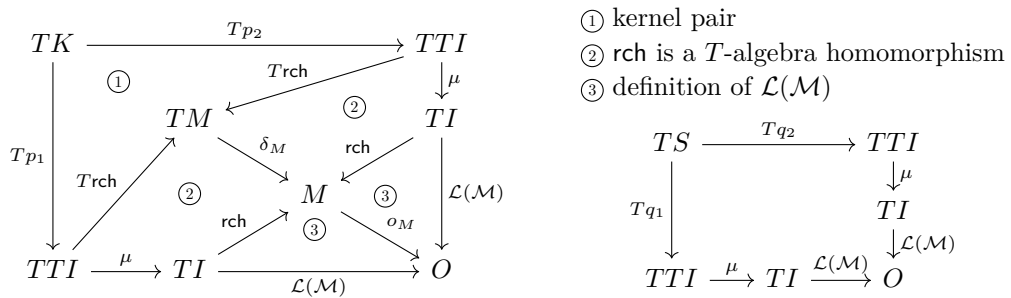 ① kernel pair
② rch is a T-algebra homomorphism
③ definition of ℒ(ℳ)
TK Tp₂ TTI
① Trch μ
②
TM TI
Tp₁ δ_M rch
Trch M ③ ℒ(ℳ)
② rch ③ o_M
TTI μ TI ℒ(ℳ) O
TS Tq₂ TTI
μ
Tq₁ TI
ℒ(ℳ)
TTI μ TI ℒ(ℳ) O